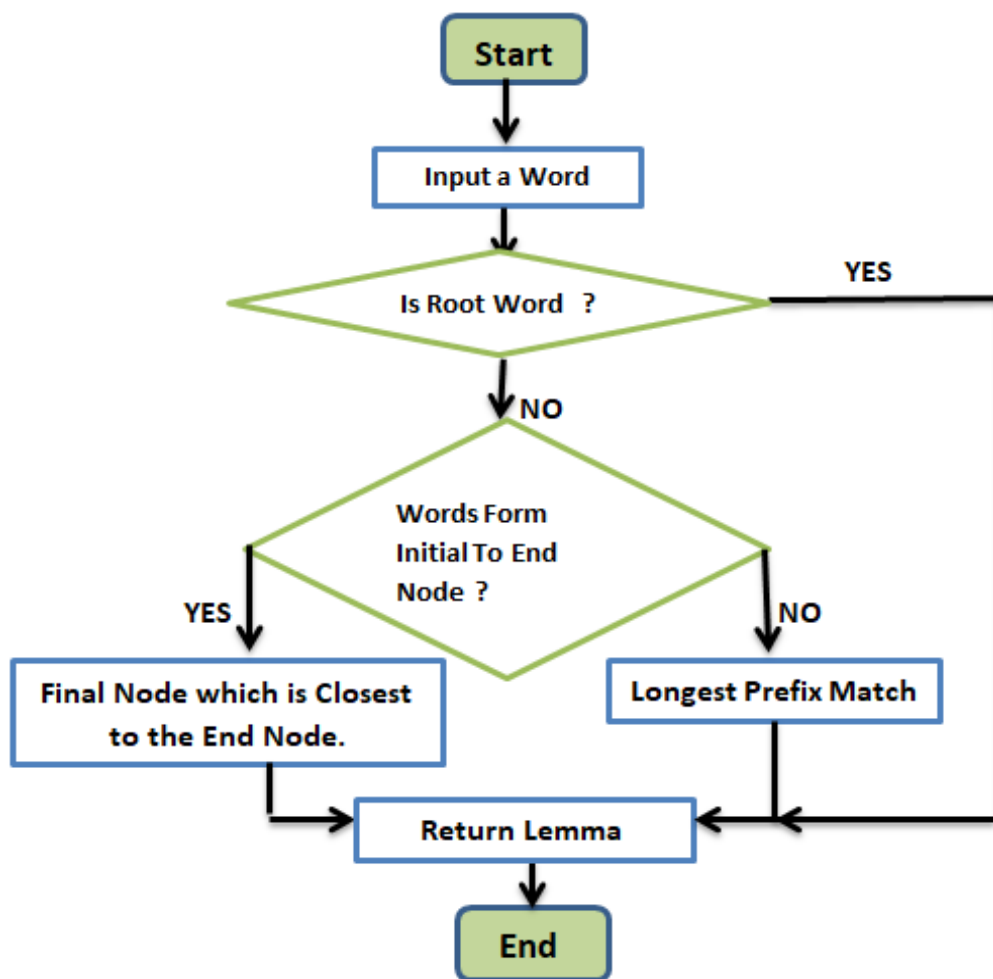 Start
Input a Word
YES
Is Root Word ?
NO
Words Form
Initial To End
Node ?
YES
NO
Final Node which is Closest
to the End Node.
Longest Prefix Match
Return Lemma
End